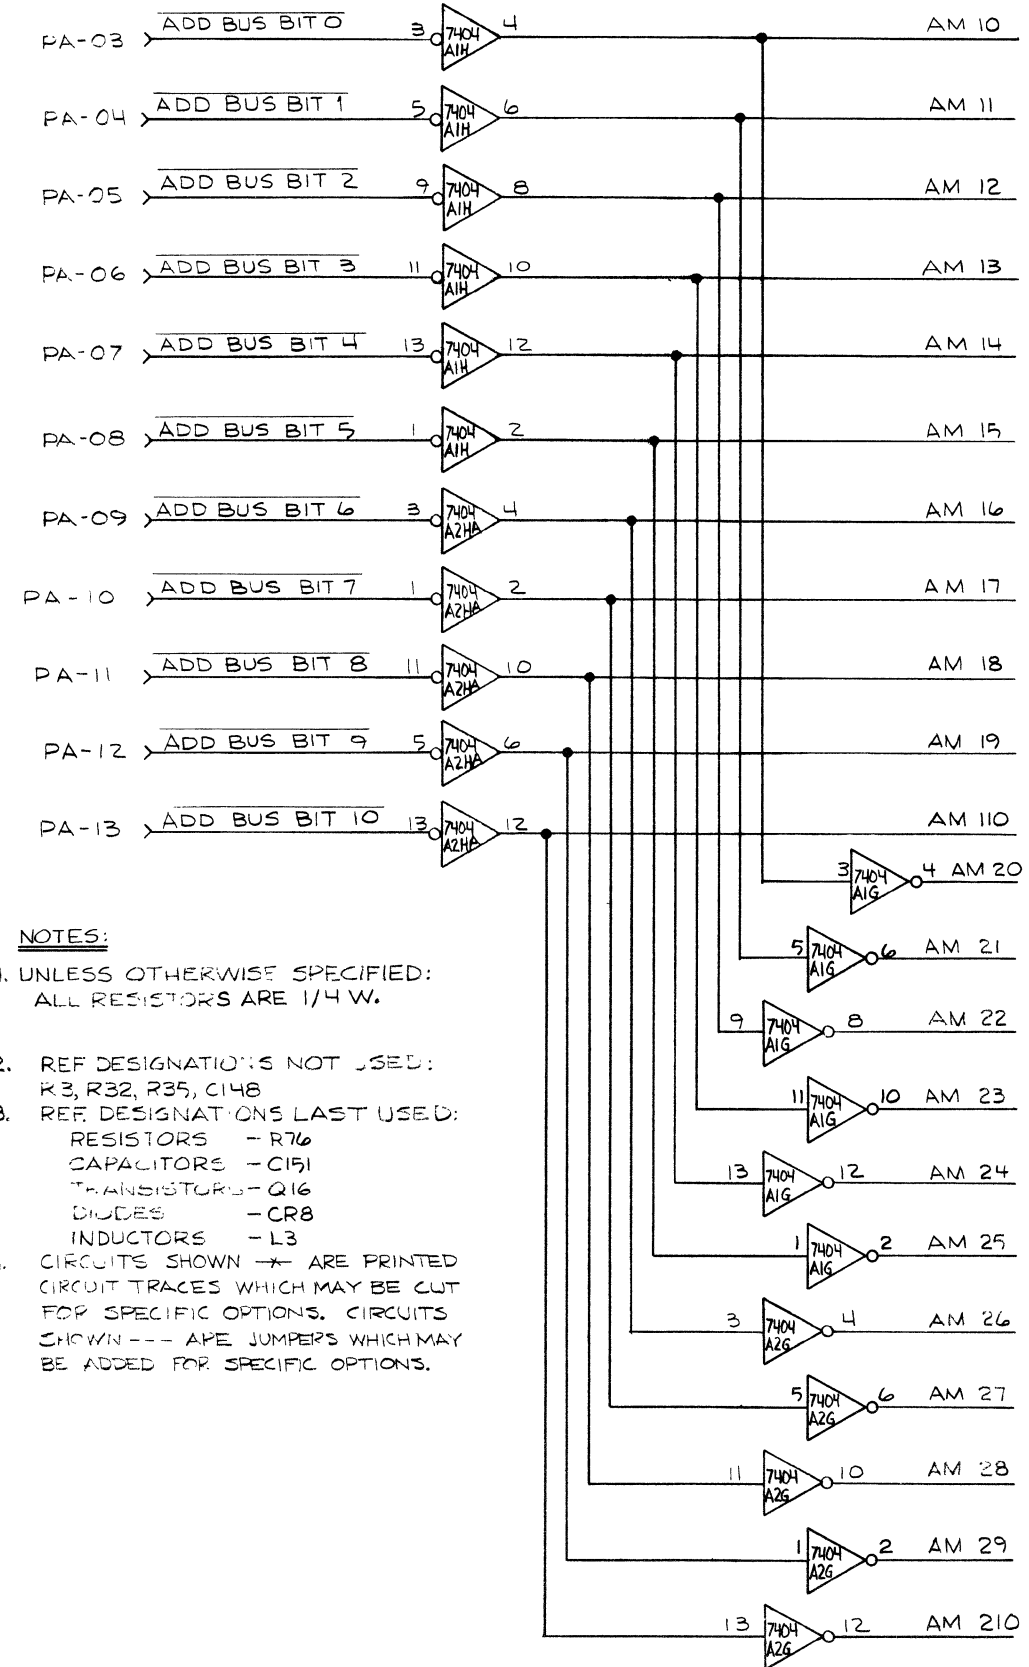 PA-03 ADD BUS BIT 0 3 7404 A1H 4 AM 10
PA-04 ADD BUS BIT 1 5 7404 A1H 6 AM 11
PA-05 ADD BUS BIT 2 9 7404 A1H 8 AM 12
PA-06 ADD BUS BIT 3 11 7404 A1H 10 AM 13
PA-07 ADD BUS BIT 4 13 7404 A1H 12 AM 14
PA-08 ADD BUS BIT 5 1 7404 A1H 2 AM 15
PA-09 ADD BUS BIT 6 3 7404 A2HA 4 AM 16
PA-10 ADD BUS BIT 7 1 7404 A2HA 2 AM 17
PA-11 ADD BUS BIT 8 11 7404 A2HA 10 AM 18
PA-12 ADD BUS BIT 9 5 7404 A2HA 6 AM 19
PA-13 ADD BUS BIT 10 13 7404 A2HA 12 AM 110
3 7404 A1G 4 AM 20
5 7404 A1G 6 AM 21
9 7404 A1G 8 AM 22
11 7404 A1G 10 AM 23
13 7404 A1G 12 AM 24
1 7404 A1G 2 AM 25
3 7404 A2G 4 AM 26
5 7404 A2G 6 AM 27
11 7404 A2G 10 AM 28
1 7404 A2G 2 AM 29
13 7404 A2G 12 AM 210
NOTES:
1. UNLESS OTHERWISE SPECIFIED:
ALL RESISTORS ARE 1/4 W.
2. REF DESIGNATIONS NOT USED:
R3, R32, R35, C148
3. REF. DESIGNATIONS LAST USED:
RESISTORS - R76
CAPACITORS - C151
TRANSISTORS - Q16
DIODES - CR8
INDUCTORS - L3
CIRCUITS SHOWN -x- ARE PRINTED
CIRCUIT TRACES WHICH MAY BE CUT
FOR SPECIFIC OPTIONS. CIRCUITS
SHOWN --- ARE JUMPERS WHICH MAY
BE ADDED FOR SPECIFIC OPTIONS.